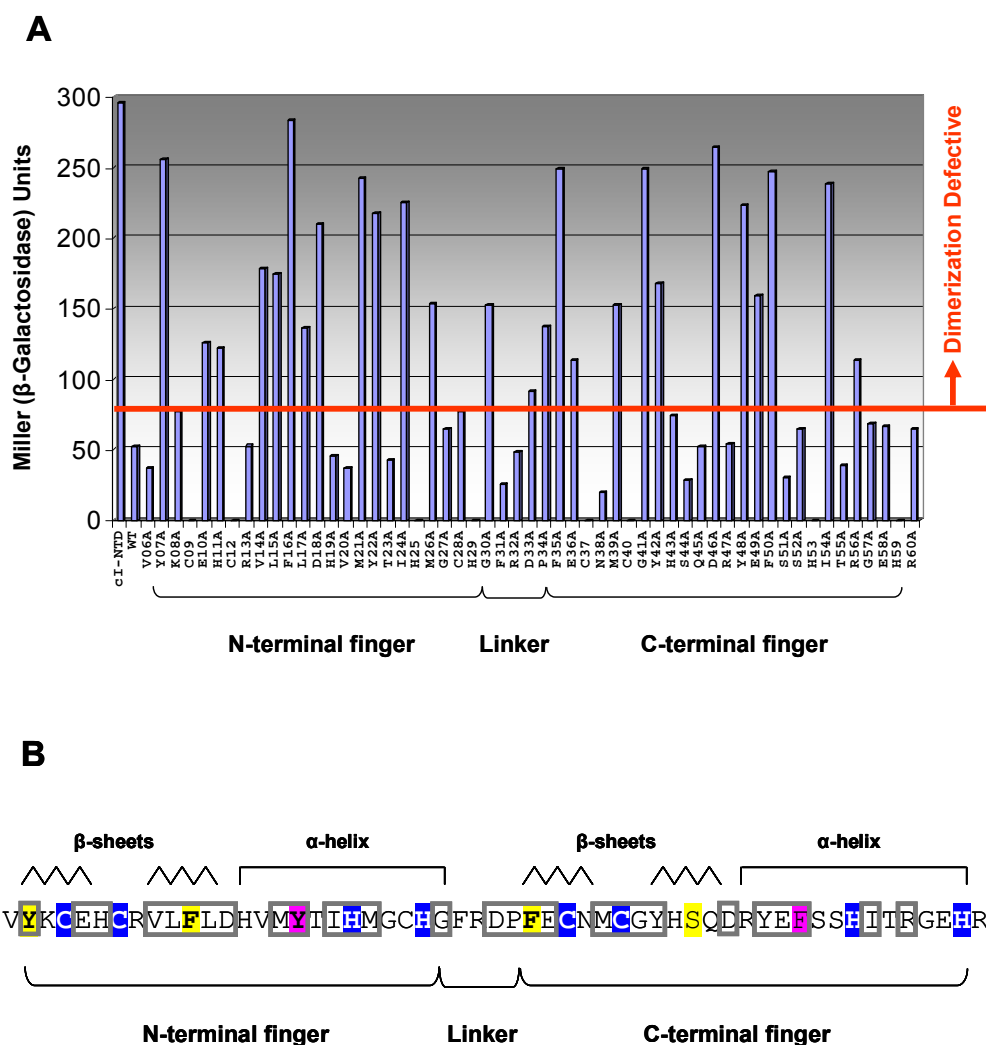 A
Miller ((β-Galactosidase) Units
300
250
200
150
100
50
0
Dimerization Defective
cI-NTD
WT
V06A
Y07A
K08A
C09
E10A
H11A
C12
R13A
V14A
L15A
F16A
L17A
D18A
H19A
V20A
M21A
Y22A
T23A
I24A
H25
M26A
G27A
C28A
H29
G30A
F31A
R32A
D33A
P34A
F35A
E36A
C37
N38A
M39A
C40
G41A
Y42A
H43A
S44A
Q45A
D46A
R47A
Y48A
E49A
F50A
S51A
S52A
H53
I54A
T55A
R56A
G57A
E58A
H59
R60A
N-terminal finger Linker C-terminal finger
B
β-sheets α-helix β-sheets α-helix
VYKCEHCRVLFLDHVMYTIHMGCHGFRDPFECNMCGYHSQDRYEFSSHITRGEHR
N-terminal finger Linker C-terminal finger